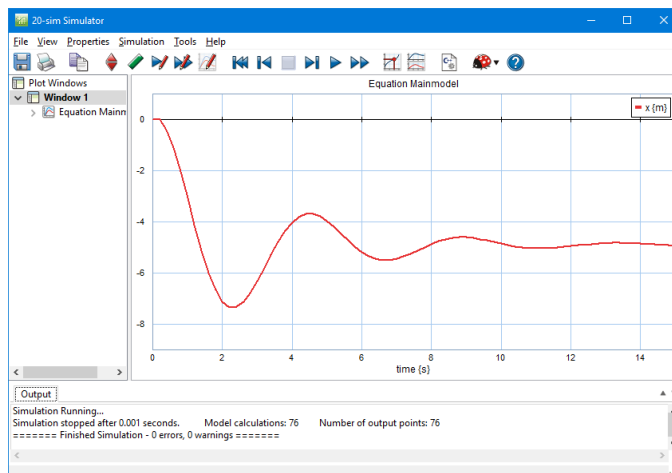 20-sim Simulator
File View Properties Simulation Tools Help
Plot Windows
Window 1
Equation Mainm
Equation Mainmodel
x {m}
0
-2
-4
-6
-8
0 2 4 6 8 10 12 14
time {s}
Output
Simulation Running...
Simulation stopped after 0.001 seconds. Model calculations: 76 Number of output points: 76
======= Finished Simulation - 0 errors, 0 warnings =======